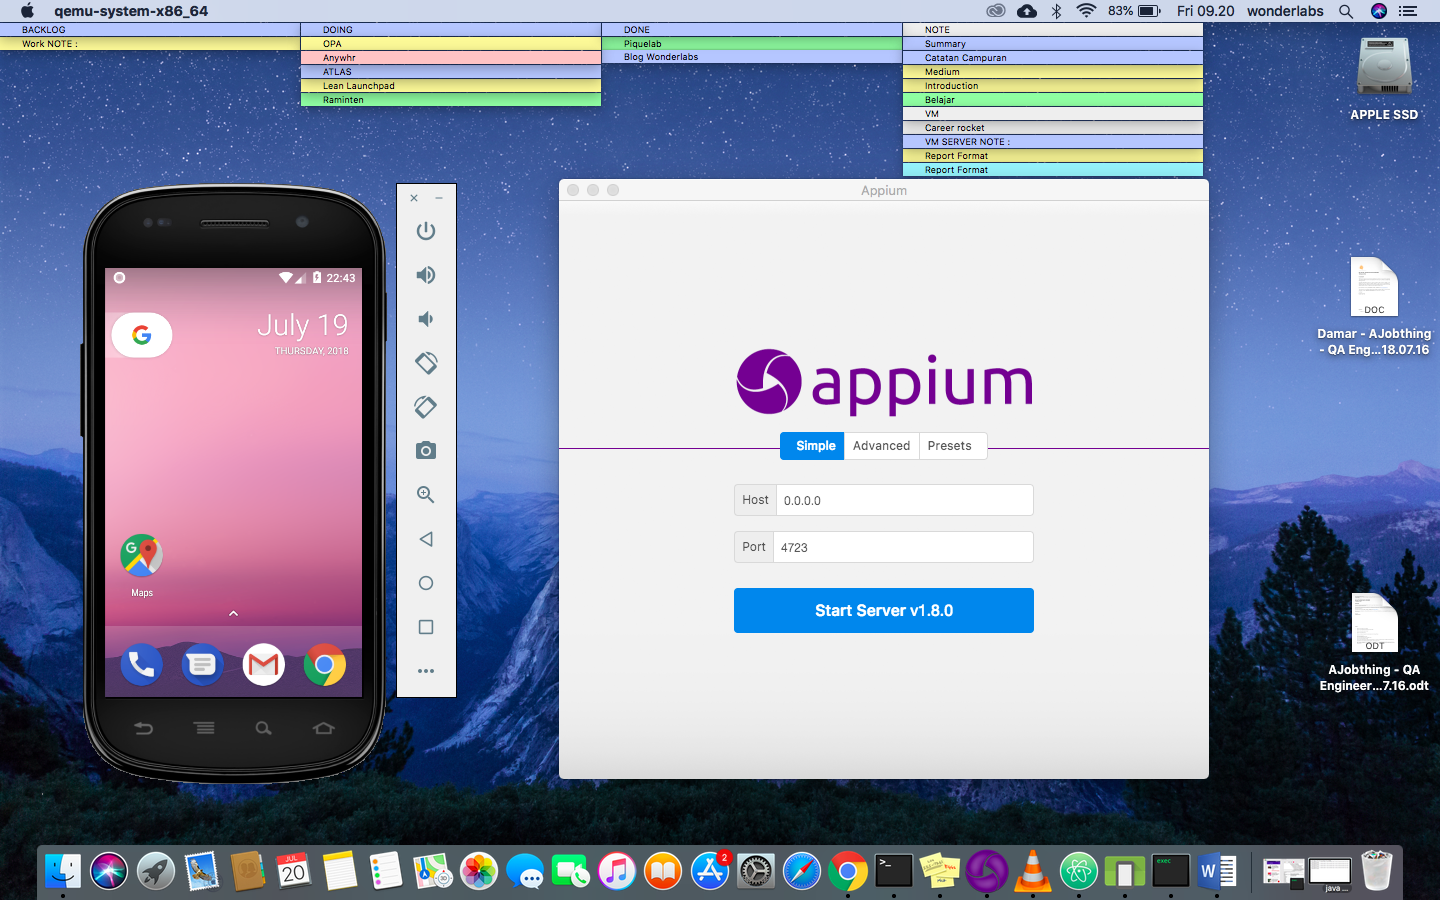 qemu-system-x86_64
83%
Fri 09.20
wonderlabs
BACKLOG
Work NOTE :
DOING
OPA
Anywhr
ATLAS
Lean Launchpad
Raminten
DONE
Piquelab
Blog Wonderlabs
NOTE
Summary
Catatan Campuran
Medium
Introduction
Belajar
VM
Career rocket
VM SERVER NOTE :
Report Format
Report Format
APPLE SSD
DOC
Damar - AJobthing
- QA Eng...18.07.16
ODT
AJobthing - QA
Engineer...7.16.odt
22:43
G
July 19
THURSDAY, 2018
G
Maps
Appium
appium
Simple
Advanced
Presets
Host
0.0.0.0
Port
4723
Start Server v1.8.0
JUL
20
2
>_
exec
W
java ...